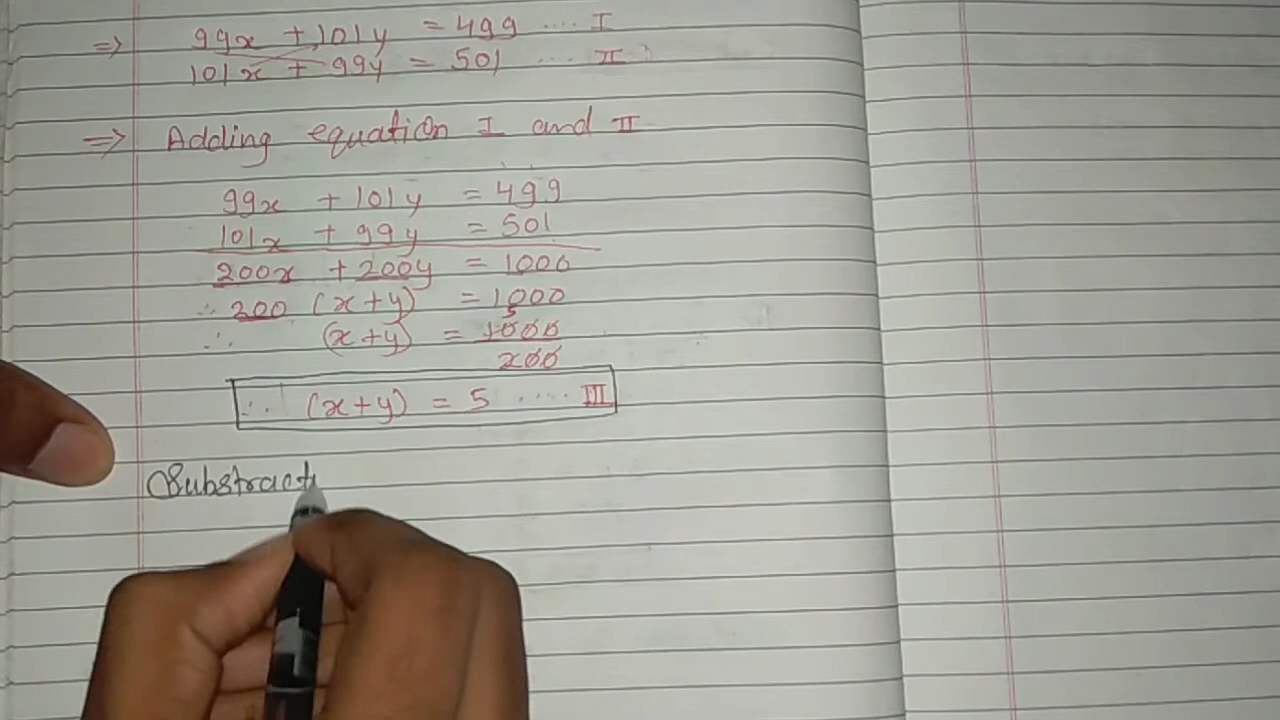 ⇒ 99x + 101y = 499 .... I
101x + 99y = 501 ... II
⇒ Adding equation I and II
99x + 101y = 499
101x + 99y = 501
200x + 200y = 1000
∴ 200 (x+y) = 1000
∴ (x+y) = 1000
5
200
∴ (x+y) = 5 .... III
Substract